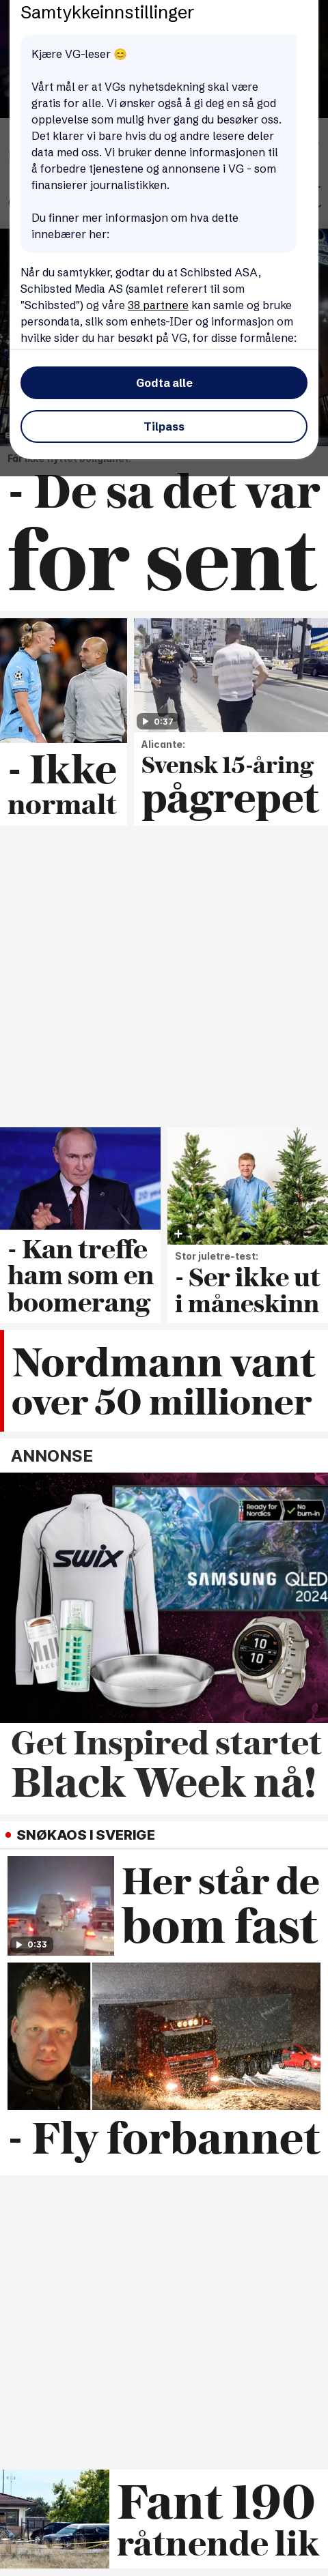 Samtykkeinnstillinger
Kjære VG-leser 😊
Vårt mål er at VGs nyhetsdekning skal være
gratis for alle. Vi ønsker også å gi deg en så god
opplevelse som mulig hver gang du besøker oss.
Det klarer vi bare hvis du og andre lesere deler
data med oss. Vi bruker denne informasjonen til
å forbedre tjenestene og annonsene i VG - som
finansierer journalistikken.
Du finner mer informasjon om hva dette
innebærer her:
Når du samtykker, godtar du at Schibsted ASA,
Schibsted Media AS (samlet referert til som
"Schibsted") og våre 38 partnere kan samle og bruke
persondata, slik som enhets-IDer og informasjon om
hvilke sider du har besøkt på VG, for disse formålene:
Godta alle
Tilpass
- De sa det var
for sent
0:37
- Ikke
normalt
Alicante:
Svensk 15-åring
pågrepet
- Kan treffe
ham som en
boomerang
Stor juletre-test:
- Ser ikke ut
i måneskinn
Nordmann vant
over 50 millioner
ANNONSE
Ready for
Nordics
No
burn-in
swix
SAMSUNG QLED
2024
Get Inspired startet
Black Week nå!
SNØKAOS I SVERIGE
0:33
Her står de
bom fast
- Fly forbannet
Fant 190
råtnende lik